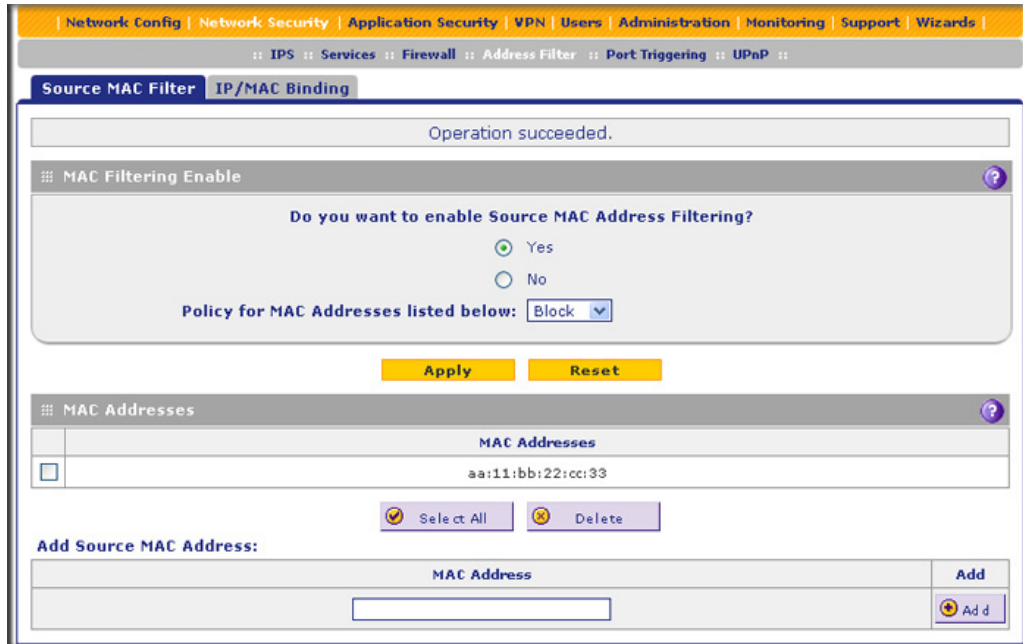 | Network Config | Network Security | Application Security | VPN | Users | Administration | Monitoring | Support | Wizards |
:: IPS :: Services :: Firewall :: Address Filter :: Port Triggering :: UPnP ::
Source MAC Filter IP/MAC Binding
Operation succeeded.
MAC Filtering Enable ?
Do you want to enable Source MAC Address Filtering?
Yes
No
Policy for MAC Addresses listed below: Block
Apply Reset
MAC Addresses ?
MAC Addresses
aa:11:bb:22:cc:33
Select All Delete
Add Source MAC Address:
MAC Address Add
Add